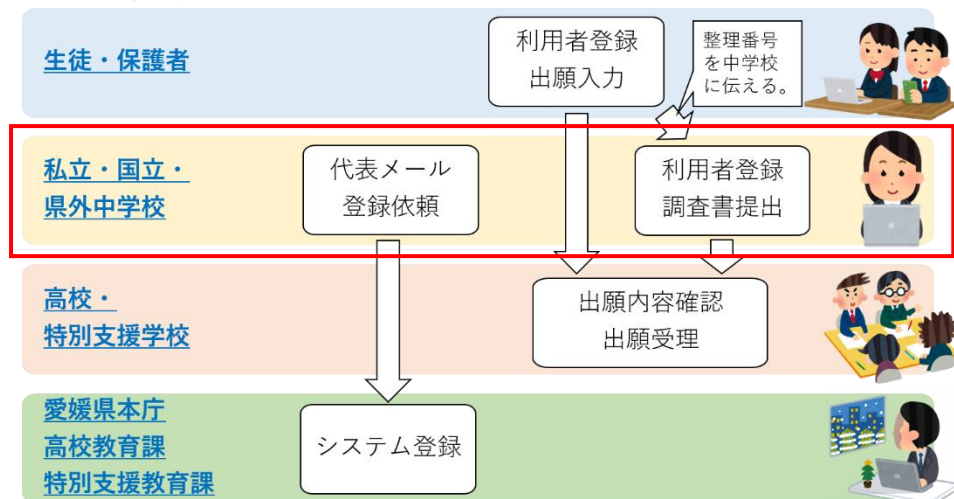 生徒・保護者
利用者登録
出願入力
整理番号
を中学校
に伝える。
私立・国立・
県外中学校
代表メール
登録依頼
利用者登録
調査書提出
高校・
特別支援学校
出願内容確認
出願受理
愛媛県本庁
高校教育課
特別支援教育課
システム登録